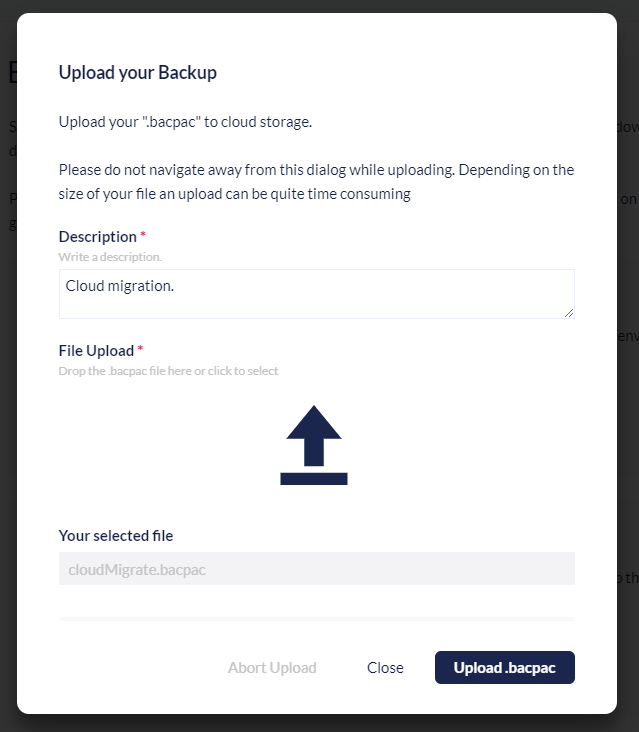 Upload your Backup
Upload your ".bacpac" to cloud storage.
Please do not navigate away from this dialog while uploading. Depending on the
size of your file an upload can be quite time consuming
Description *
Write a description.
Cloud migration.
File Upload *
Drop the .bacpac file here or click to select
Your selected file
cloudMigrate.bacpac
Abort Upload Close Upload .bacpac